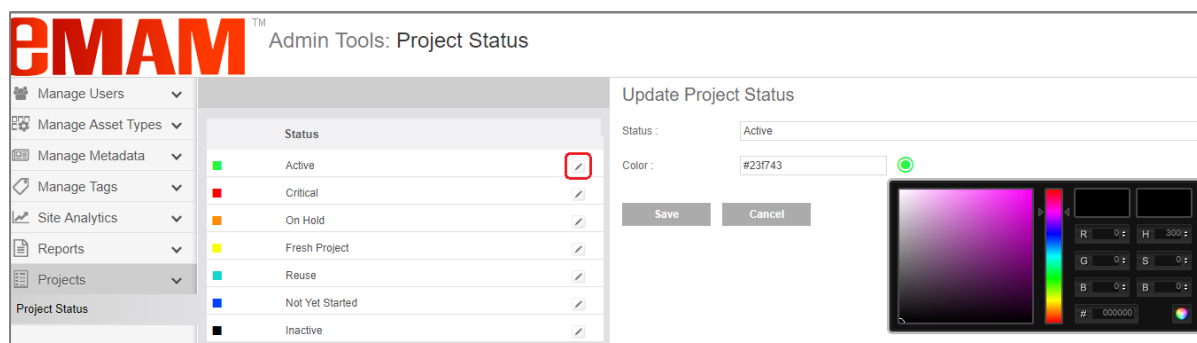 eMAM™
Admin Tools: Project Status
Manage Users
Manage Asset Types
Manage Metadata
Manage Tags
Site Analytics
Reports
Projects
Project Status
Status
Active
Critical
On Hold
Fresh Project
Reuse
Not Yet Started
Inactive
Update Project Status
Status : Active
Color : #23f743
Save Cancel
R 0 H 300
G 0 S 0
B 0 B 0
# 000000